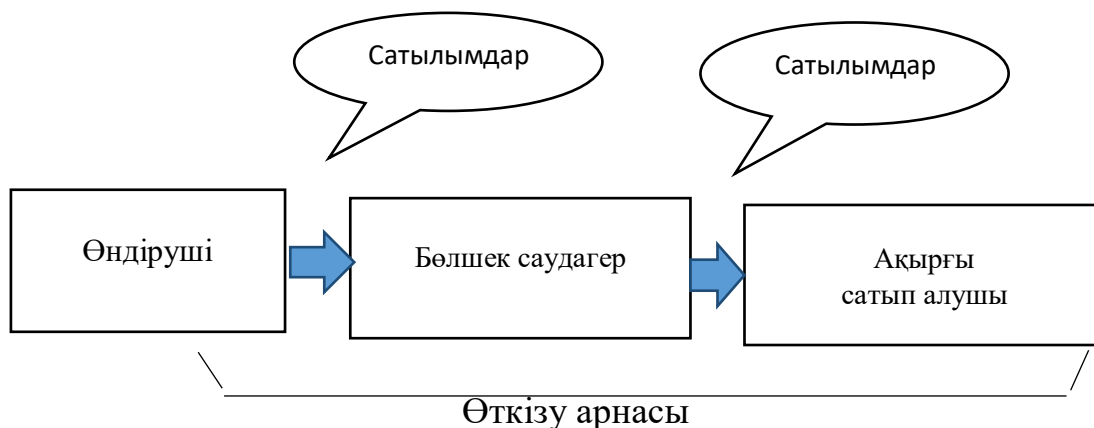 Сатылымдар
Сатылымдар
Өндіруші
Бөлшек саудагер
Ақырғы
сатып алушы
Өткізу арнасы